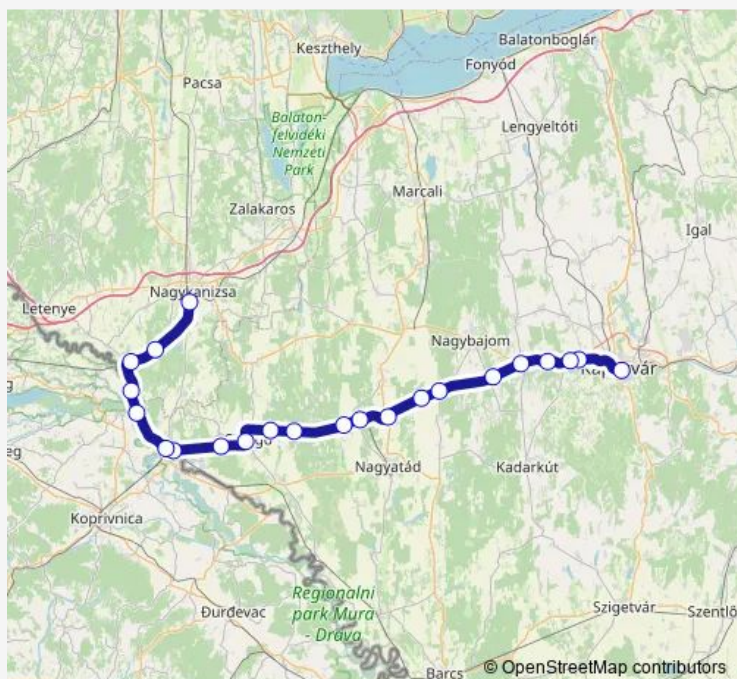 Keszthely
Balatonboglár
Fonyód
Pacsa
Balaton-
felvidéki
Nemzeti
Park
Lengyeltóti
Marcali
Zalakaros
Igal
Nagykanizsa
Letenye
Nagybajom
Nagyatád
Kadarkút
Koprivnica
Regionalni
park Mura
- Drava
Đurđevac
Szigetvár
Szentlő
Barcs
© OpenStreetMap contributors